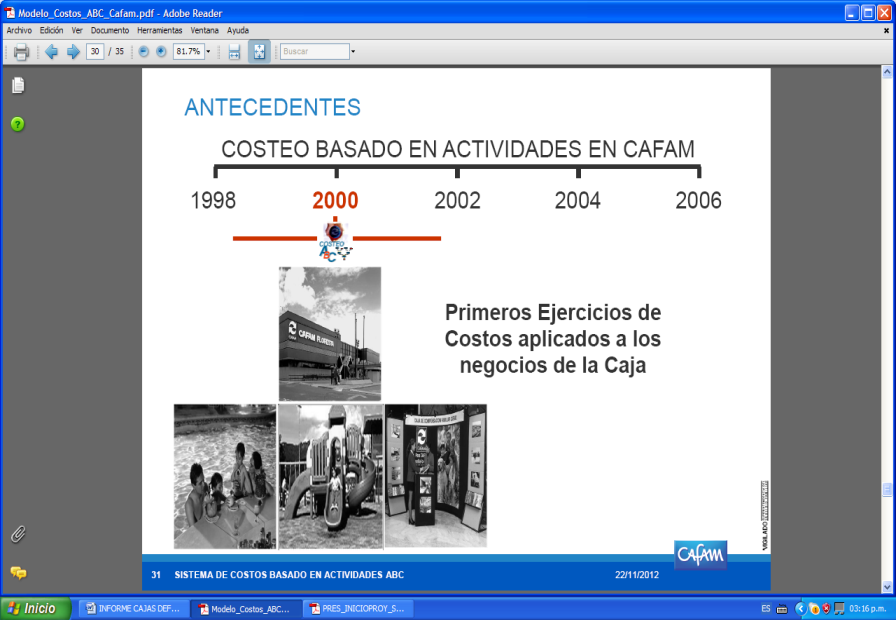 Modelo_Costos_ABC_Cafam.pdf - Adobe Reader
Archivo Edición Ver Documento Herramientas Ventana Ayuda
30 / 35 81.7% Buscar
ANTECEDENTES
COSTEO BASADO EN ACTIVIDADES EN CAFAM
1998 2000 2002 2004 2006
COSTEO
ABC
CAFAM FLORESTA
Primeros Ejercicios de
Costos aplicados a los
negocios de la Caja
VIGILADO
CAFAM
31 SISTEMA DE COSTOS BASADO EN ACTIVIDADES ABC 22/11/2012
Inicio INFORME CAJAS DEF... Modelo_Costos_ABC... PRES_INICIOPROY_S... ES 03:16 p.m.